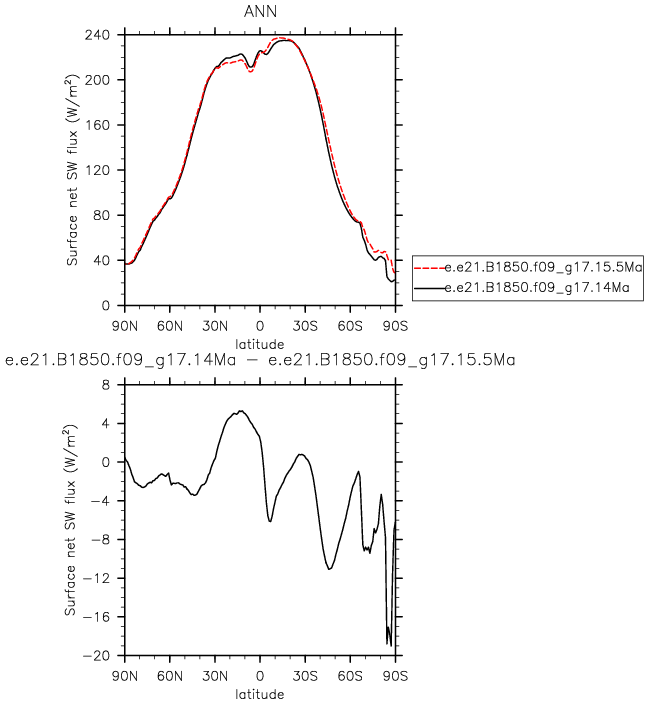 ANN
240
200
160
120
80
40
0
Surface net SW flux (W/m²)
90N 60N 30N 0 30S 60S 90S
latitude
e.e21.B1850.f09_g17.15.5Ma
e.e21.B1850.f09_g17.14Ma
e.e21.B1850.f09_g17.14Ma − e.e21.B1850.f09_g17.15.5Ma
8
4
0
−4
−8
−12
−16
−20
Surface net SW flux (W/m²)
90N 60N 30N 0 30S 60S 90S
latitude